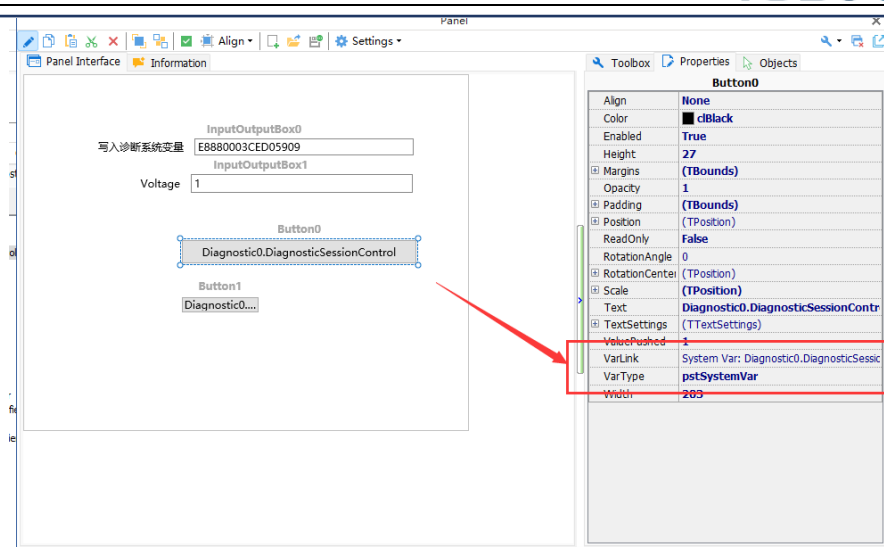 Panel
Align
Settings
Panel Interface
Information
InputOutputBox0
写入诊断系统变量
E8880003CED05909
InputOutputBox1
Voltage
1
Button0
Diagnostic0.DiagnosticSessionControl
Button1
Diagnostic0....
Toolbox
Properties
Objects
Button0
Align None
Color clBlack
Enabled True
Height 27
Margins (TBounds)
Opacity 1
Padding (TBounds)
Position (TPosition)
ReadOnly False
RotationAngle 0
RotationCenter (TPosition)
Scale (TPosition)
Text Diagnostic0.DiagnosticSessionContr
TextSettings (TTextSettings)
ValuePushed 1
VarLink System Var: Diagnostic0.DiagnosticSessic
VarType pstSystemVar
Width 203